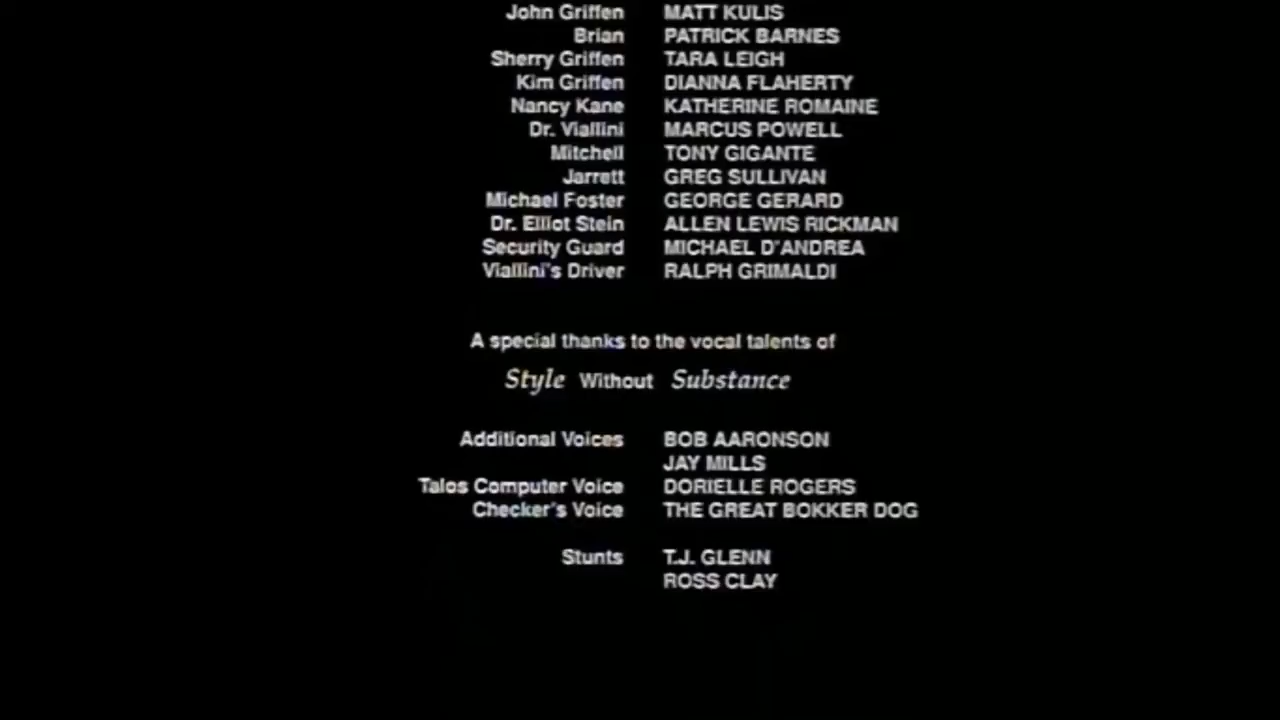 John Griffen MATT KULIS
Brian PATRICK BARNES
Sherry Griffen TARA LEIGH
Kim Griffen DIANNA FLAHERTY
Nancy Kane KATHERINE ROMAINE
Dr. Viallini MARCUS POWELL
Mitchell TONY GIGANTE
Jarrett GREG SULLIVAN
Michael Foster GEORGE GERARD
Dr. Elliot Stein ALLEN LEWIS RICKMAN
Security Guard MICHAEL D'ANDREA
Viallini's Driver RALPH GRIMALDI
A special thanks to the vocal talents of
Style Without Substance
Additional Voices BOB AARONSON
JAY MILLS
Talos Computer Voice DORIELLE ROGERS
Checker's Voice THE GREAT BOKKER DOG
Stunts T.J. GLENN
ROSS CLAY